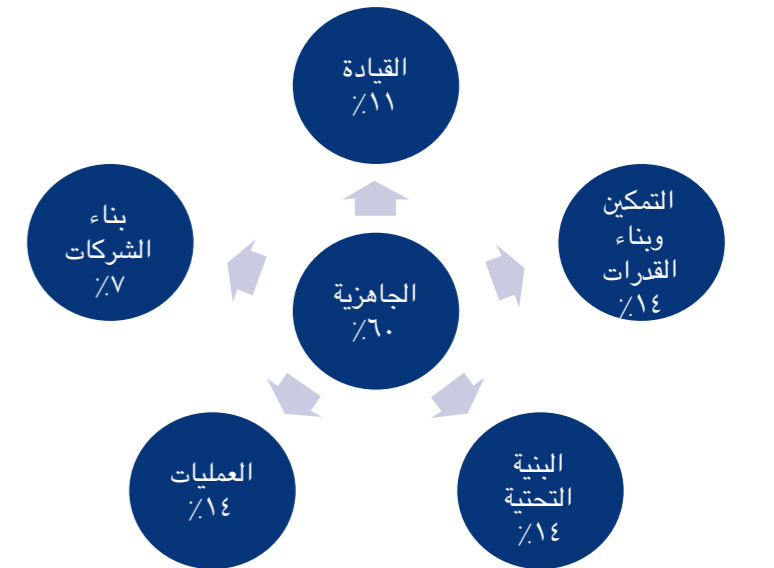 القيادة
٪١١
التمكين
وبناء
القدرات
٪١٤
بناء
الشركات
٪٧
الجاهزية
٪٦٠
العمليات
٪١٤
البنية
التحتية
٪١٤